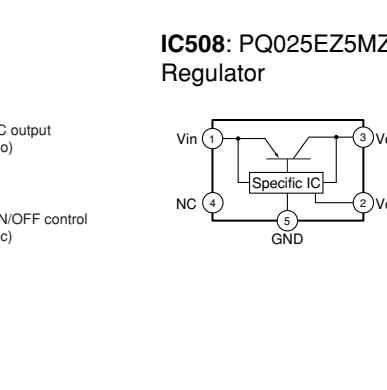 IC508: PQ025EZ5MZ
Regulator
C output
o)
N/OFF control
c)
Vin 1
3 V
Specific IC
NC 4
2 V
5
GND